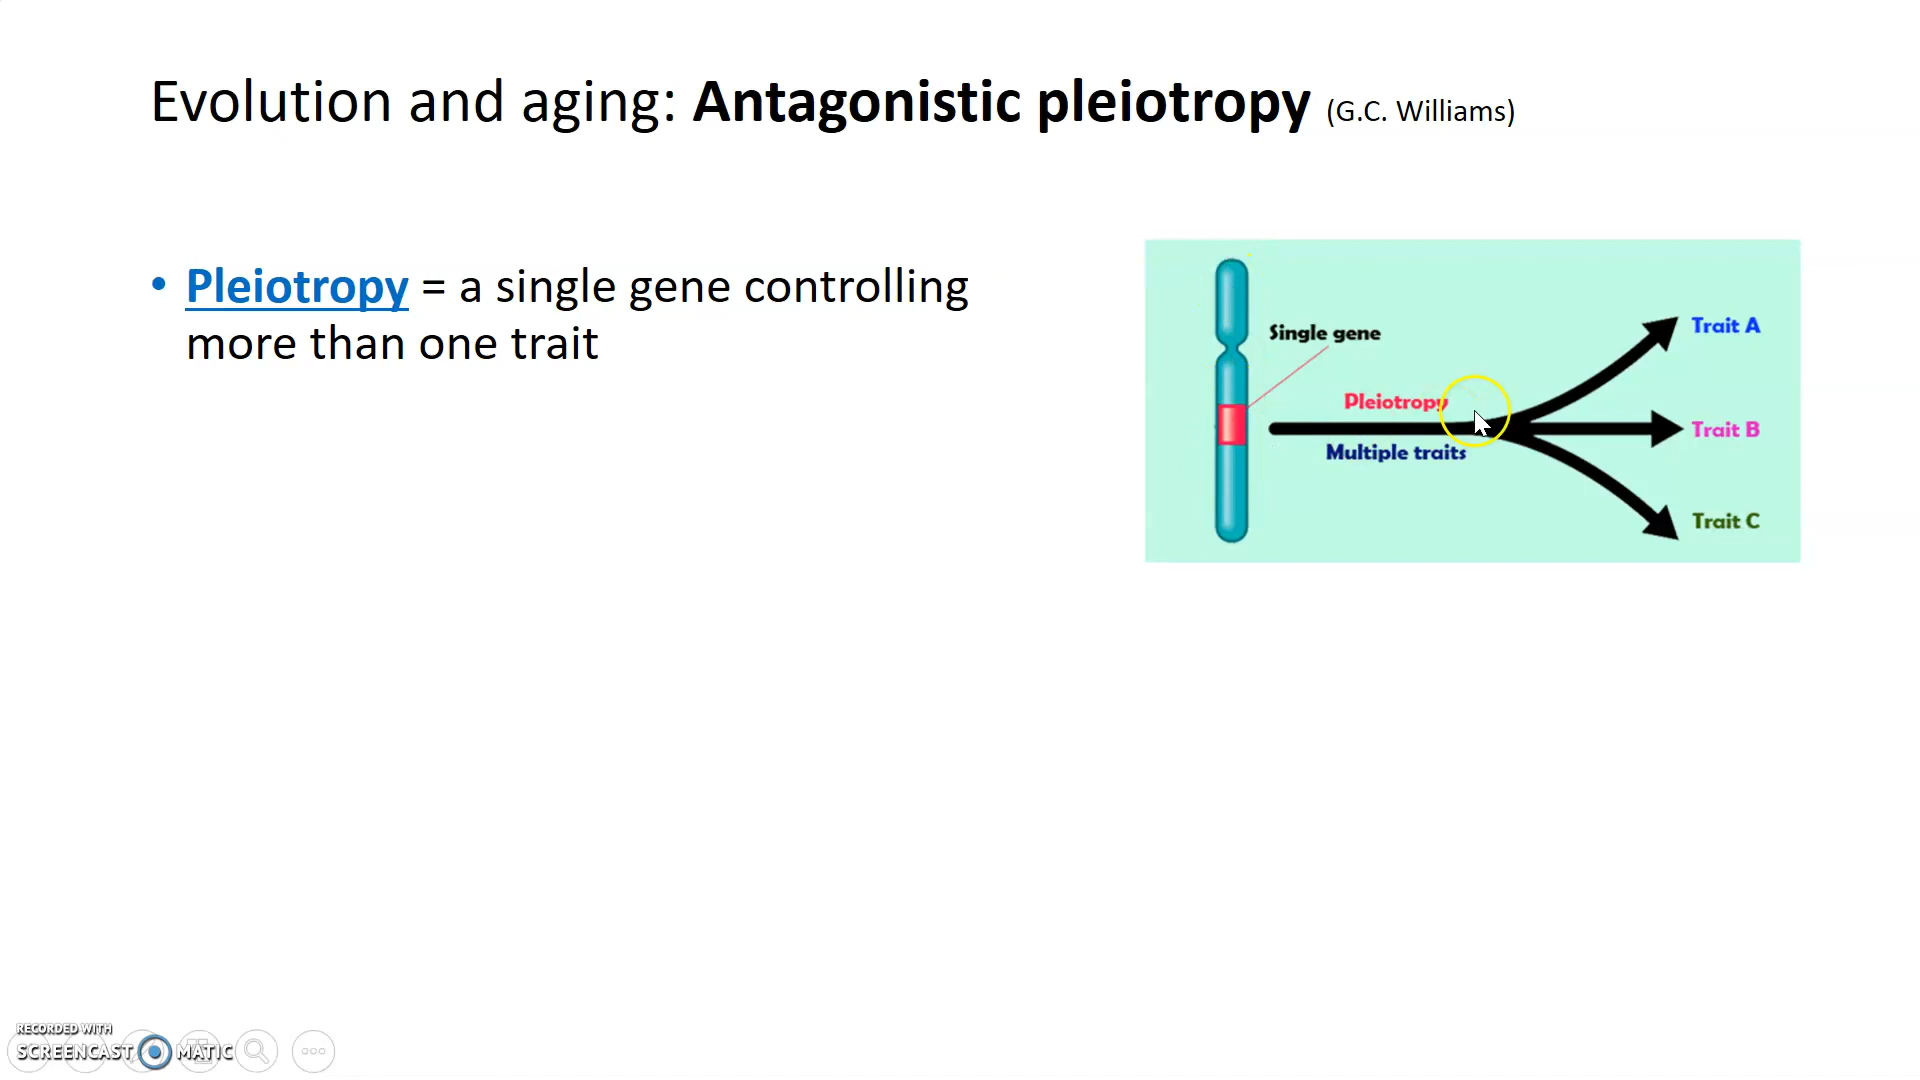 Evolution and aging: Antagonistic pleiotropy (G.C. Williams)
• Pleiotropy = a single gene controlling
more than one trait
Single gene
Pleiotropy
Multiple traits
Trait A
Trait B
Trait C
RECORDED WITH
SCREENCAST MATIC